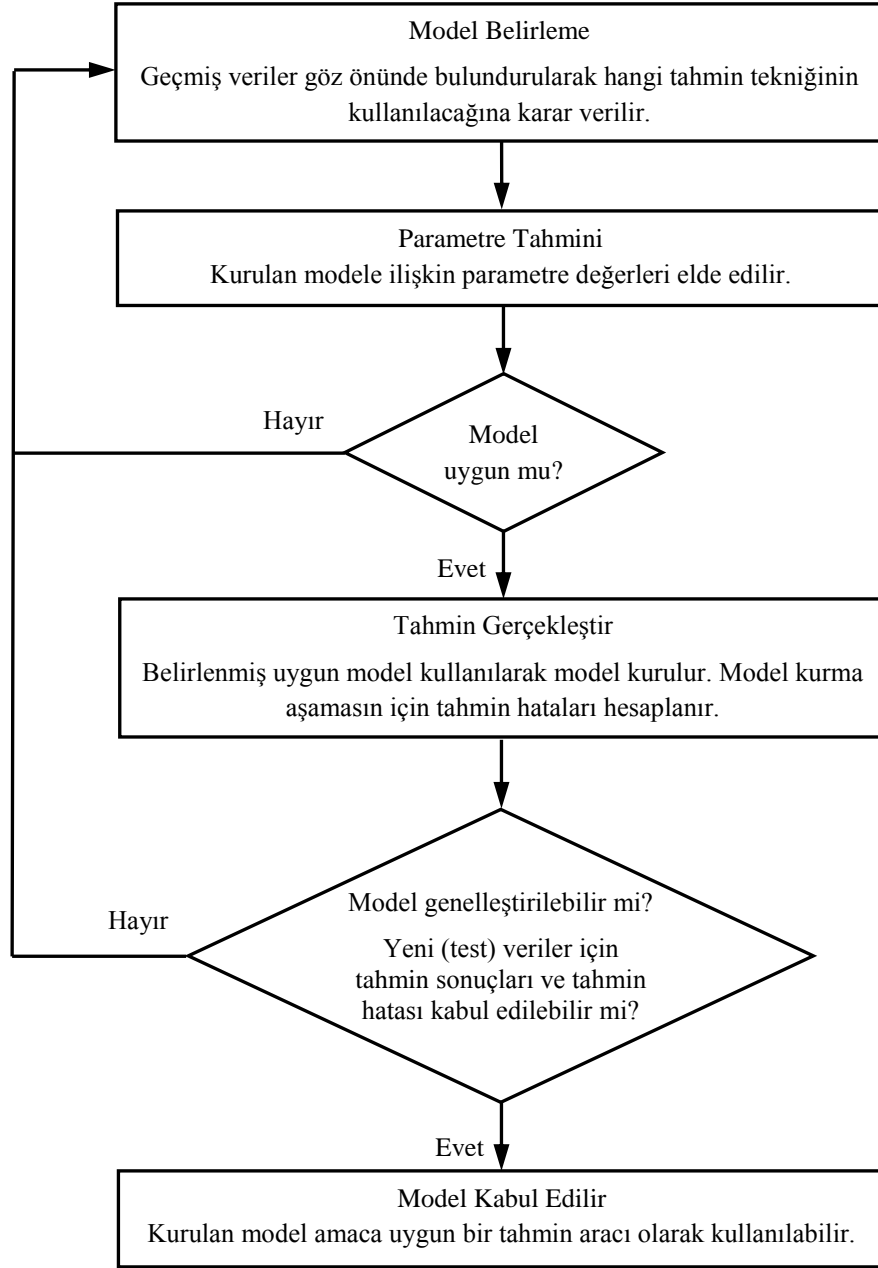 Model Belirleme
Geçmiş veriler göz önünde bulundurularak hangi tahmin tekniğinin
kullanılacağına karar verilir.
Parametre Tahmini
Kurulan modele ilişkin parametre değerleri elde edilir.
Hayır
Model
uygun mu?
Evet
Tahmin Gerçekleştir
Belirlenmiş uygun model kullanılarak model kurulur. Model kurma
aşamasın için tahmin hataları hesaplanır.
Hayır
Model genelleştirilebilir mi?
Yeni (test) veriler için
tahmin sonuçları ve tahmin
hatası kabul edilebilir mi?
Evet
Model Kabul Edilir
Kurulan model amaca uygun bir tahmin aracı olarak kullanılabilir.